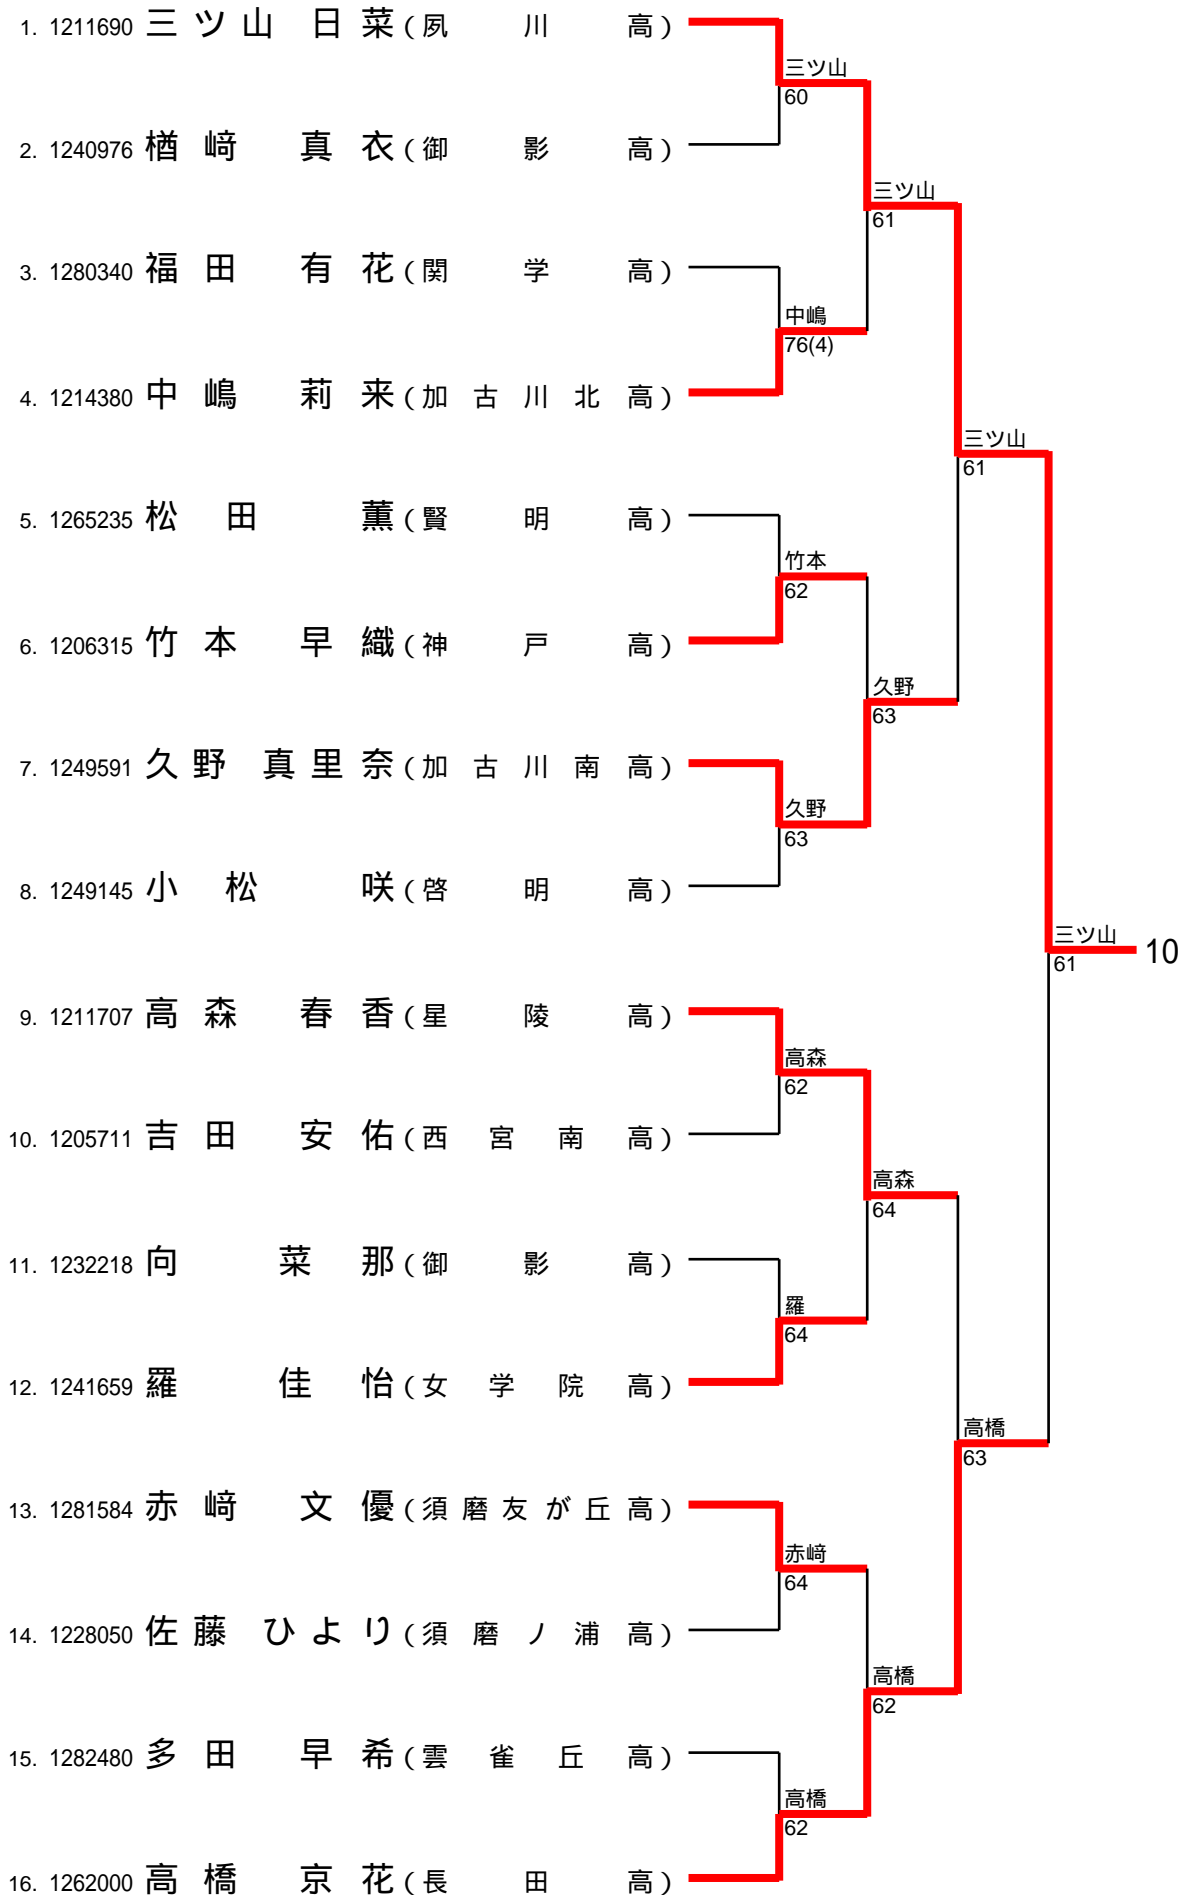 1. 1211690 三ツ山 日菜 (夙川高)
三ツ山
60
2. 1240976 楢﨑 真衣 (御影高)
三ツ山
61
3. 1280340 福田 有花 (関学高)
中嶋
76(4)
4. 1214380 中嶋 莉来 (加古川北高)
三ツ山
61
5. 1265235 松田 薫 (賢明高)
竹本
62
6. 1206315 竹本 早織 (神戸高)
久野
63
7. 1249591 久野 真里奈 (加古川南高)
久野
63
8. 1249145 小松 咲 (啓明高)
三ツ山
61
10
9. 1211707 高森 春香 (星陵高)
高森
62
10. 1205711 吉田 安佑 (西宮南高)
高森
64
11. 1232218 向 菜那 (御影高)
羅
64
12. 1241659 羅 佳怡 (女学院高)
高橋
63
13. 1281584 赤﨑 文優 (須磨友が丘高)
赤﨑
64
14. 1228050 佐藤 ひより (須磨ノ浦高)
高橋
62
15. 1282480 多田 早希 (雲雀丘高)
高橋
62
16. 1262000 高橋 京花 (長田高)